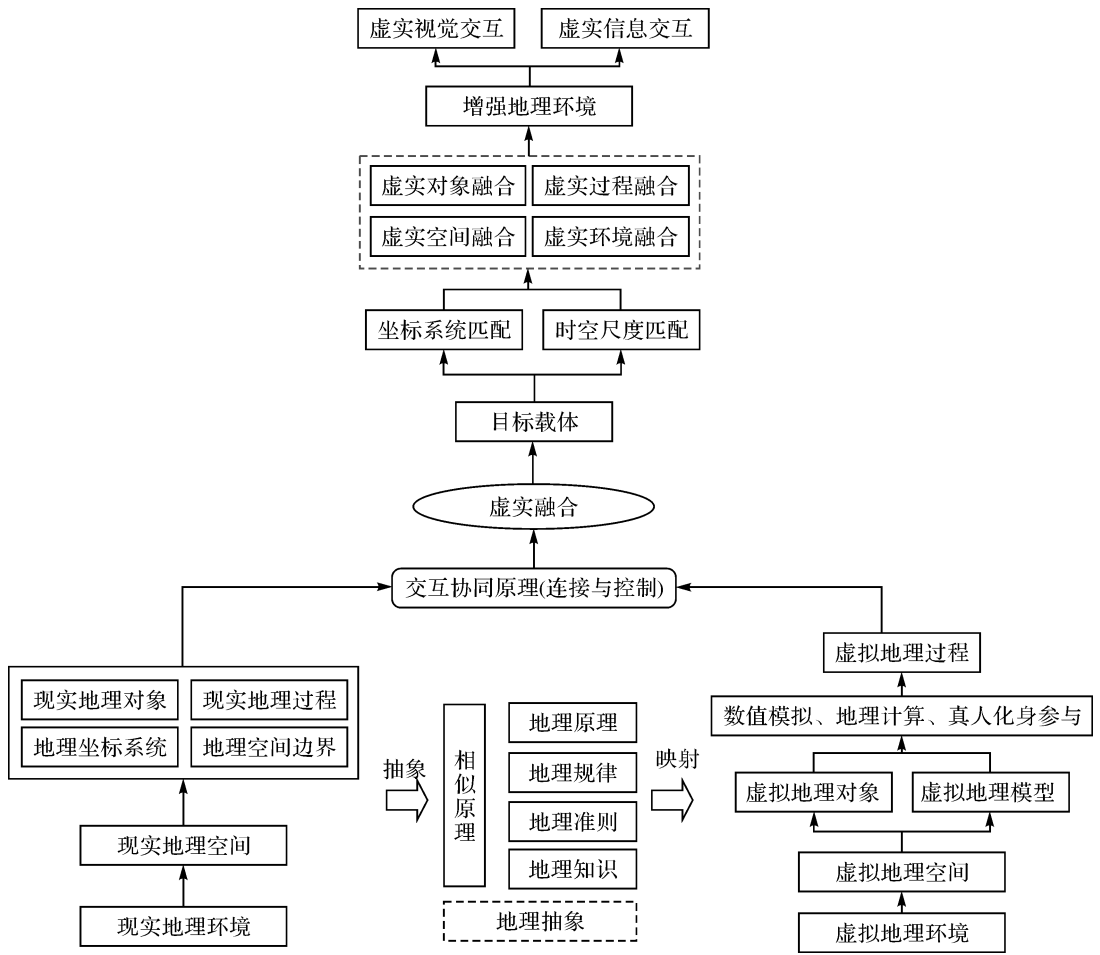 虚实视觉交互
虚实信息交互
增强地理环境
虚实对象融合
虚实过程融合
虚实空间融合
虚实环境融合
坐标系统匹配
时空尺度匹配
目标载体
虚实融合
交互协同原理(连接与控制)
现实地理对象
现实地理过程
地理坐标系统
地理空间边界
现实地理空间
现实地理环境
抽象
相似原理
地理原理
地理规律
地理准则
地理知识
地理抽象
映射
虚拟地理过程
数值模拟、地理计算、真人化身参与
虚拟地理对象
虚拟地理模型
虚拟地理空间
虚拟地理环境